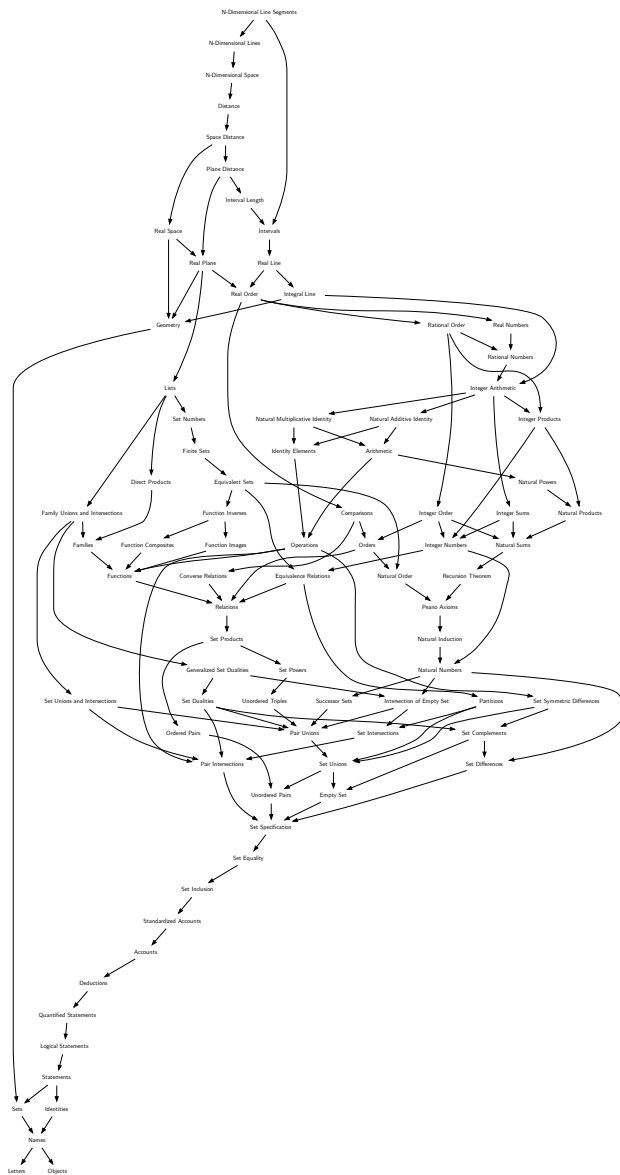 N-Dimensional Line Segments
N-Dimensional Lines
N-Dimensional Space
Distance
Space Distance
Plane Distance
Interval Length
Real Space Intervals
Real Plane Real Line
Real Order Integral Line
Geometry Rational Order Real Numbers
Rational Numbers
Lists Integer Arithmetic
Set Numbers Natural Multiplicative Identity Natural Additive Identity Integer Products
Finite Sets Identity Elements Arithmetic
Direct Products Equivalent Sets Natural Powers
Family Unions and Intersections Function Inverses Comparisons Integer Order Integer Sums Natural Products
Families Function Composites Function Images Operations Orders Integer Numbers Natural Sums
Functions Converse Relations Equivalence Relations Natural Order Recursion Theorem
Relations Peano Axioms
Set Products Natural Induction
Generalized Set Dualities Set Powers Natural Numbers
Set Unions and Intersections Set Dualities Unordered Triples Successor Sets Intersection of Empty Set Partitions Set Symmetric Differences
Ordered Pairs Pair Unions Set Intersections Set Complements
Pair Intersections Set Unions Set Differences
Unordered Pairs Empty Set
Set Specification
Set Equality
Set Inclusion
Standardized Accounts
Accounts
Deductions
Quantified Statements
Logical Statements
Statements
Sets Identities
Names
Letters Objects